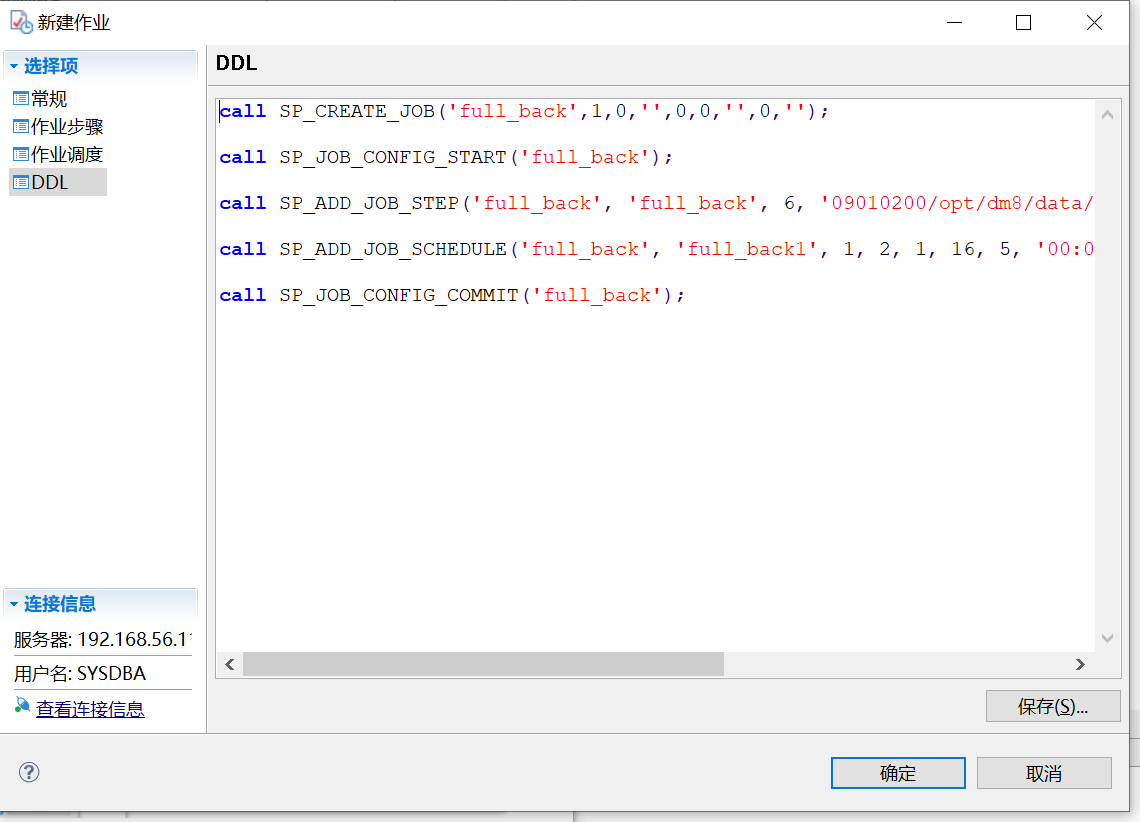 新建作业
选择项
常规
作业步骤
作业调度
DDL
连接信息
服务器: 192.168.56.1
用户名: SYSDBA
查看连接信息
DDL
call SP_CREATE_JOB('full_back',1,0,'',0,0,'',0,'');
call SP_JOB_CONFIG_START('full_back');
call SP_ADD_JOB_STEP('full_back', 'full_back', 6, '09010200/opt/dm8/data/
call SP_ADD_JOB_SCHEDULE('full_back', 'full_back1', 1, 2, 1, 16, 5, '00:0
call SP_JOB_CONFIG_COMMIT('full_back');
保存(S)...
?
确定
取消